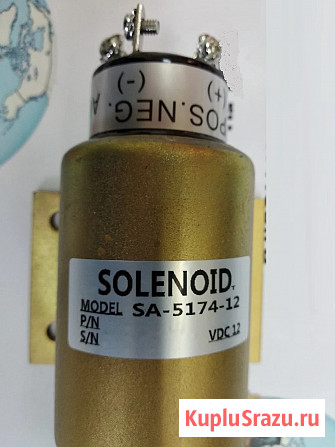 (+) (-)
POS. NEG. A
SOLENOID
MODEL SA-5174-12
P/N
S/N VDC 12
KupluSrazu.ru